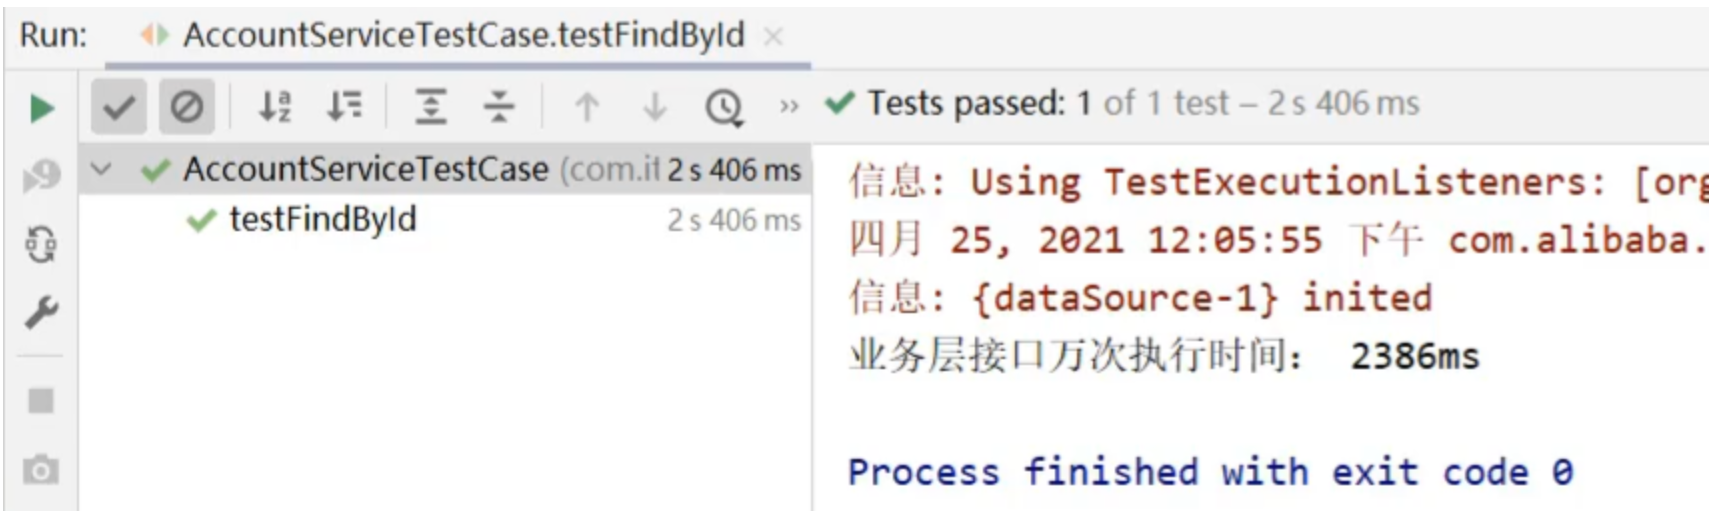 Run: AccountServiceTestCase.testFindById
Tests passed: 1 of 1 test – 2 s 406 ms
AccountServiceTestCase (com.it 2 s 406 ms
testFindById 2 s 406 ms
信息: Using TestExecutionListeners: [org
四月 25, 2021 12:05:55 下午 com.alibaba.
信息: {dataSource-1} inited
业务层接口万次执行时间: 2386ms
Process finished with exit code 0